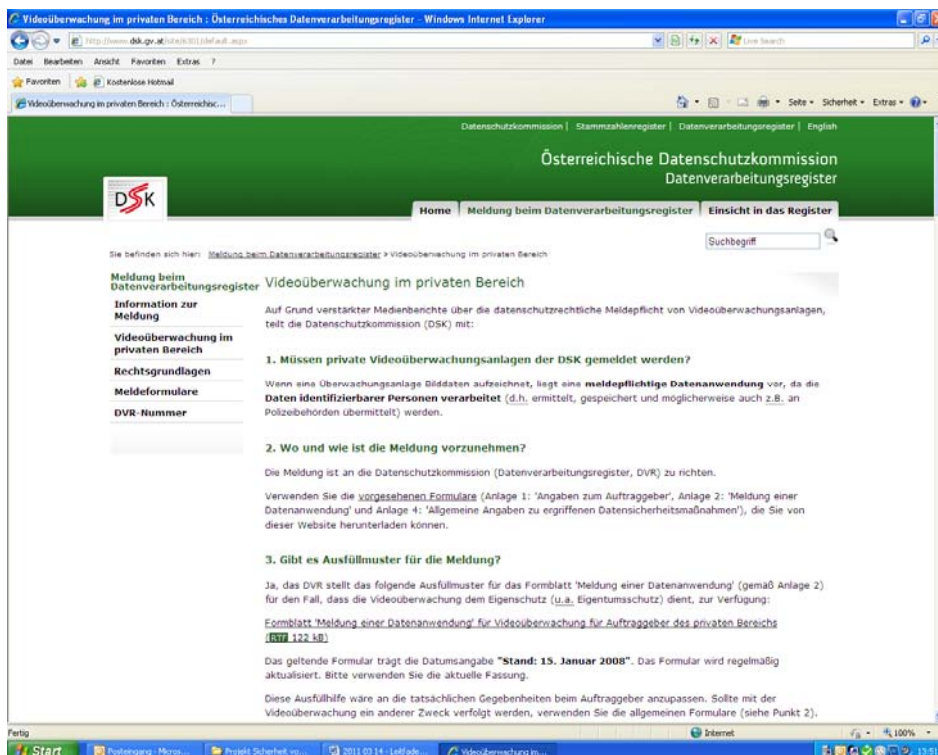 Videoüberwachung im privaten Bereich : Österreichisches Datenverarbeitungsregister - Windows Internet Explorer
http://www.dsk.gv.at/site/6301/default.aspx
Live Search
Datei Bearbeiten Ansicht Favoriten Extras ?
Favoriten Kostenlose Hotmail
Videoüberwachung im privaten Bereich : Österreichisc...
Seite Sicherheit Extras
Datenschutzkommission | Stammzahlenregister | Datenverarbeitungsregister | English
Österreichische Datenschutzkommission
Datenverarbeitungsregister
DSK
Home Meldung beim Datenverarbeitungsregister Einsicht in das Register
Suchbegriff
Sie befinden sich hier: Meldung beim Datenverarbeitungsregister > Videoüberwachung im privaten Bereich
Meldung beim
Datenverarbeitungsregister
Information zur
Meldung
Videoüberwachung im
privaten Bereich
Rechtsgrundlagen
Meldeformulare
DVR-Nummer
Videoüberwachung im privaten Bereich
Auf Grund verstärkter Medienberichte über die datenschutzrechtliche Meldepflicht von Videoüberwachungsanlagen,
teilt die Datenschutzkommission (DSK) mit:
1. Müssen private Videoüberwachungsanlagen der DSK gemeldet werden?
Wenn eine Überwachungsanlage Bilddaten aufzeichnet, liegt eine meldepflichtige Datenanwendung vor, da die
Daten identifizierbarer Personen verarbeitet (d.h. ermittelt, gespeichert und möglicherweise auch z.B. an
Polizeibehörden übermittelt) werden.
2. Wo und wie ist die Meldung vorzunehmen?
Die Meldung ist an die Datenschutzkommission (Datenverarbeitungsregister, DVR) zu richten.
Verwenden Sie die vorgesehenen Formulare (Anlage 1: 'Angaben zum Auftraggeber', Anlage 2: 'Meldung einer
Datenanwendung' und Anlage 4: 'Allgemeine Angaben zu ergriffenen Datensicherheitsmaßnahmen'), die Sie von
dieser Website herunterladen können.
3. Gibt es Ausfüllmuster für die Meldung?
Ja, das DVR stellt das folgende Ausfüllmuster für das Formblatt 'Meldung einer Datenanwendung' (gemäß Anlage 2)
für den Fall, dass die Videoüberwachung dem Eigenschutz (u.a. Eigentumsschutz) dient, zur Verfügung:
Formblatt 'Meldung einer Datenanwendung' für Videoüberwachung für Auftraggeber des privaten Bereichs
(RTF 122 kB)
Das geltende Formular trägt die Datumsangabe "Stand: 15. Januar 2008". Das Formular wird regelmäßig
aktualisiert. Bitte verwenden Sie die aktuelle Fassung.
Diese Ausfüllhilfe wäre an die tatsächlichen Gegebenheiten beim Auftraggeber anzupassen. Sollte mit der
Videoüberwachung ein anderer Zweck verfolgt werden, verwenden Sie die allgemeinen Formulare (siehe Punkt 2).
Fertig Internet 100%
Start Posteingang - Micros... Projekt Sicherheit vo... 2011 03 14 - Leitfade... Videoüberwachung im... 13:50